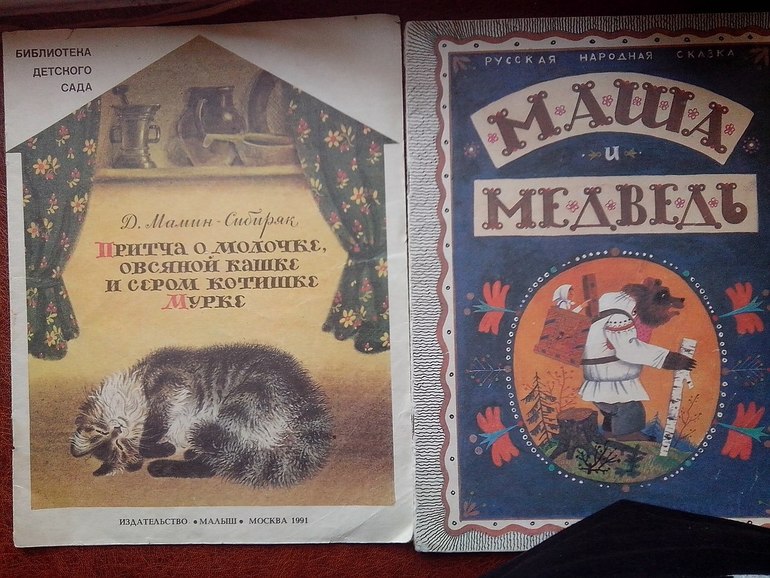 БИБЛИОТЕКА
ДЕТСКОГО
САДА
Д. Мамин-Сибиряк
ПРИТЧА О МОЛОЧКЕ,
ОВСЯНОЙ КАШКЕ
И СЕРОМ КОТИШКЕ
МУРКЕ
ИЗДАТЕЛЬСТВО • МАЛЫШ • МОСКВА 1991
РУССКАЯ НАРОДНАЯ СКАЗКА
МАША
и
МЕДВЕДЬ